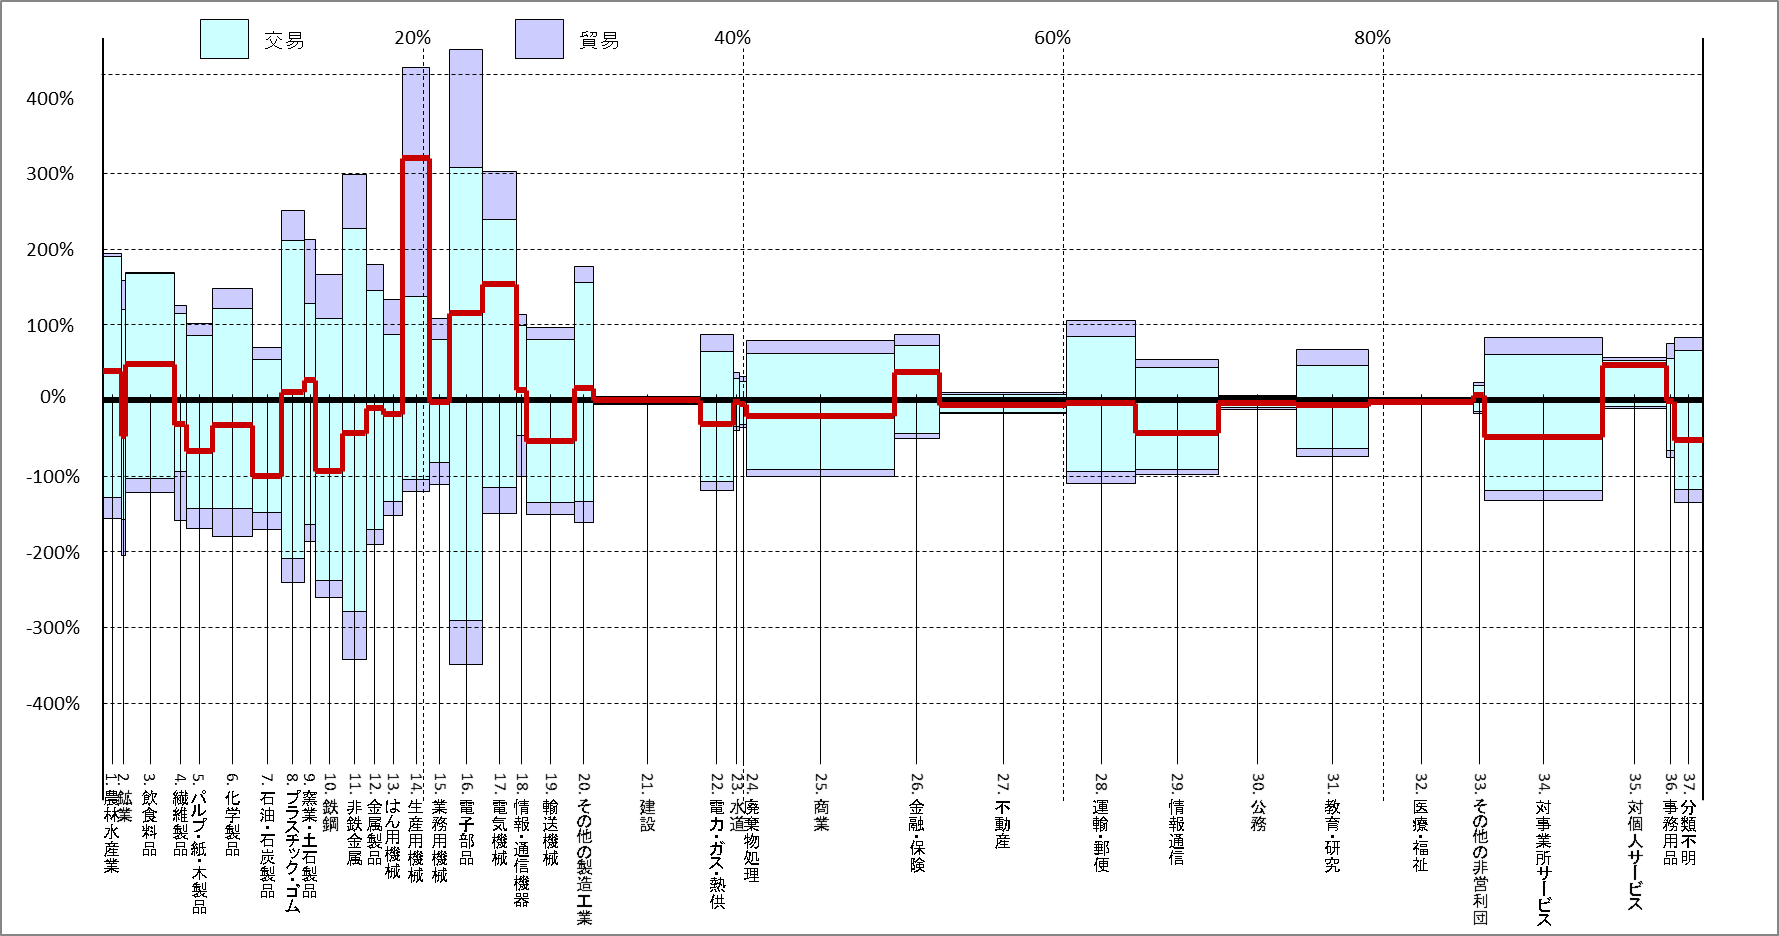 交易
貿易
20%
40%
60%
80%
400%
300%
200%
100%
0%
-100%
-200%
-300%
-400%
1. 農林水産業
2. 鉱業
3. 飲食料品
4. 繊維製品
5. パルプ・紙・木製品
6. 化学製品
7. 石油・石炭製品
8. プラスチック・ゴム
9. 窯業・土石製品
10. 鉄鋼
11. 非鉄金属
12. 金属製品
13. はん用機械
14. 生産用機械
15. 業務用機械
16. 電子部品
17. 電気機械
18. 情報・通信機器
19. 輸送機械
20. その他の製造工業
21. 建設
22. 電力・ガス・熱供
23. 水道
24. 廃棄物処理
25. 商業
26. 金融・保険
27. 不動産
28. 運輸・郵便
29. 情報通信
30. 公務
31. 教育・研究
32. 医療・福祉
33. その他の非営利団
34. 対事業所サービス
35. 対個人サービス
36. 事務用品
37. 分類不明